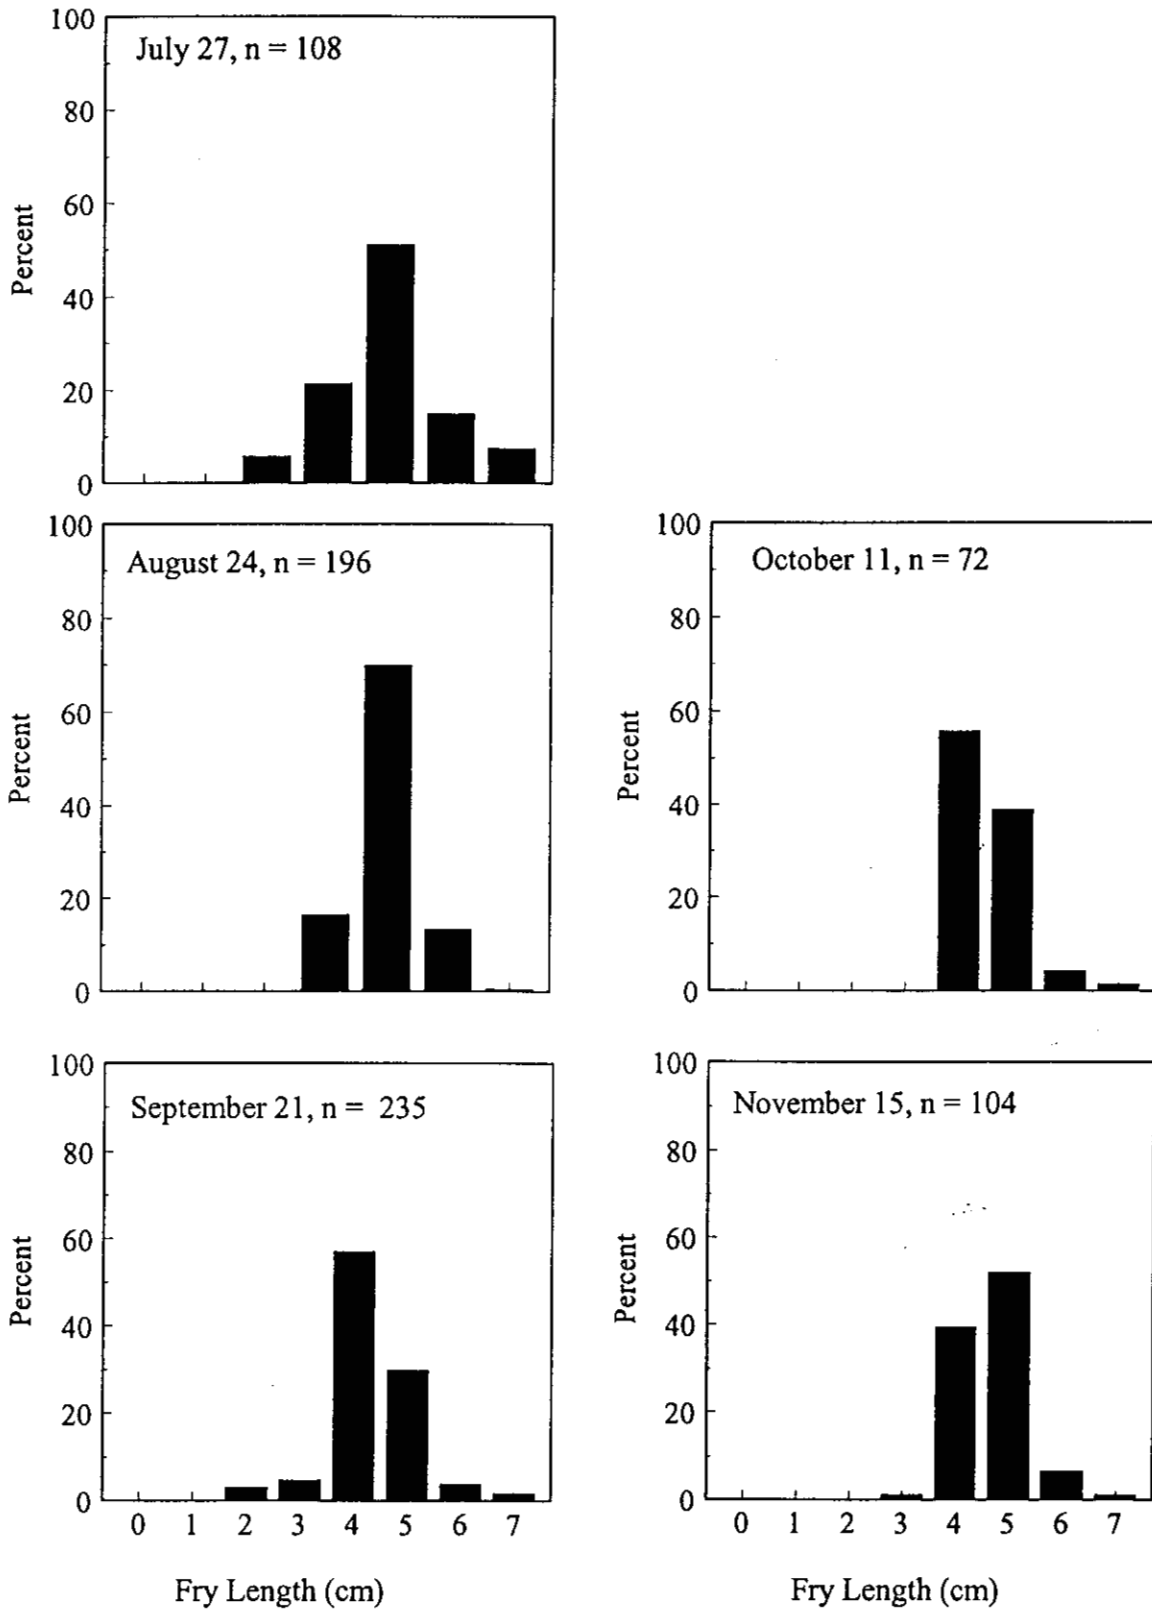 July 27, n = 108
100
80
60
40
20
0
Percent
August 24, n = 196
100
80
60
40
20
0
Percent
October 11, n = 72
100
80
60
40
20
0
Percent
September 21, n = 235
100
80
60
40
20
0
Percent
0 1 2 3 4 5 6 7
Fry Length (cm)
November 15, n = 104
100
80
60
40
20
0
Percent
0 1 2 3 4 5 6 7
Fry Length (cm)